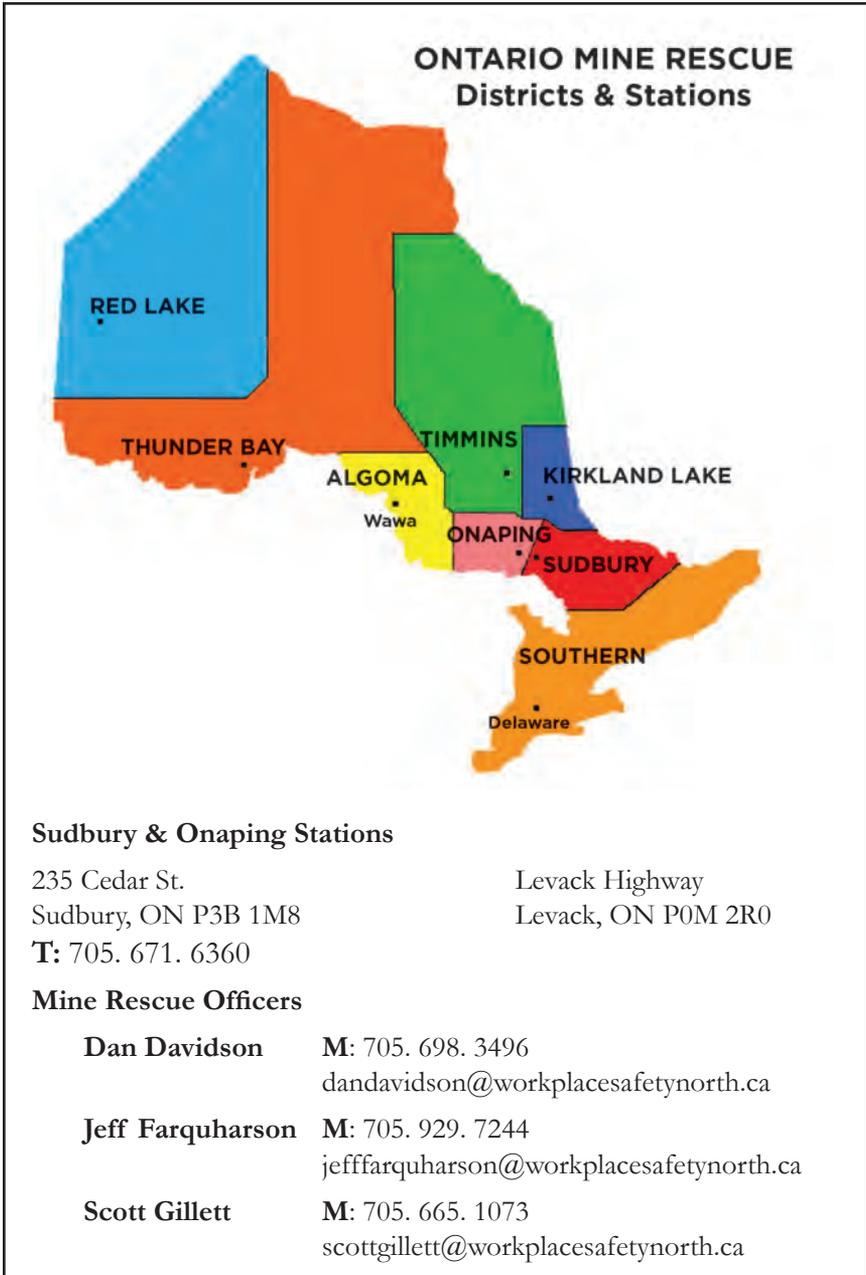 ONTARIO MINE RESCUE
Districts & Stations
RED LAKE
THUNDER BAY
TIMMINS
ALGOMA
KIRKLAND LAKE
Wawa
ONAPING
SUDBURY
SOUTHERN
Delaware
Sudbury & Onaping Stations
235 Cedar St.
Sudbury, ON P3B 1M8
T: 705. 671. 6360
Levack Highway
Levack, ON P0M 2R0
Mine Rescue Officers
Dan Davidson M: 705. 698. 3496
dandavidson@workplacesafetynorth.ca
Jeff Farquharson M: 705. 929. 7244
jefffarquharson@workplacesafetynorth.ca
Scott Gillett M: 705. 665. 1073
scottgillett@workplacesafetynorth.ca